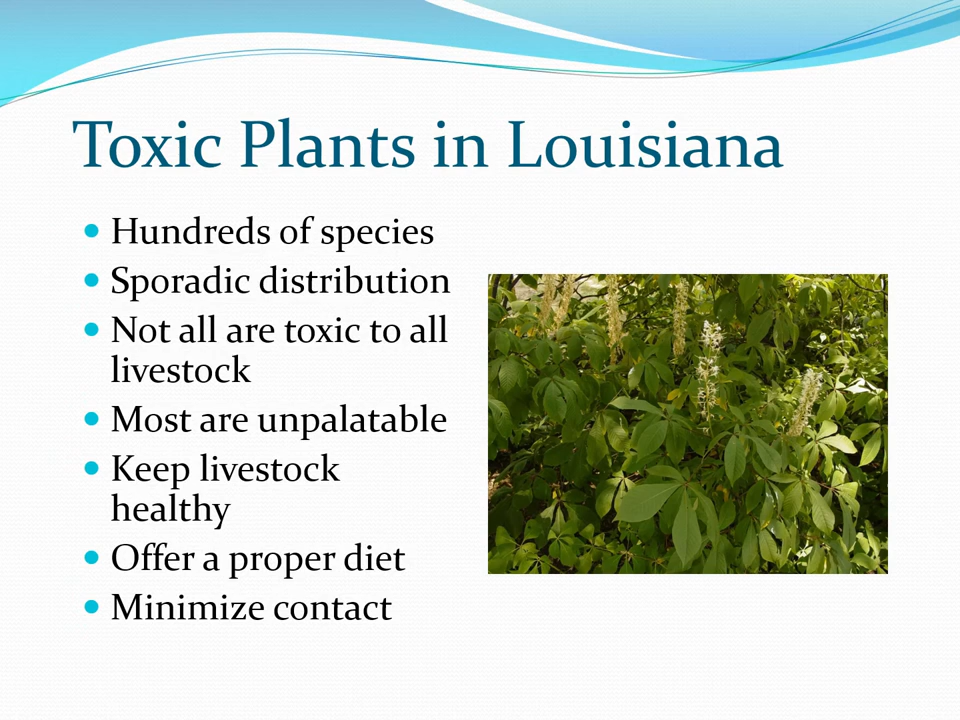 Toxic Plants in Louisiana
Hundreds of species
Sporadic distribution
Not all are toxic to all
livestock
Most are unpalatable
Keep livestock
healthy
Offer a proper diet
Minimize contact